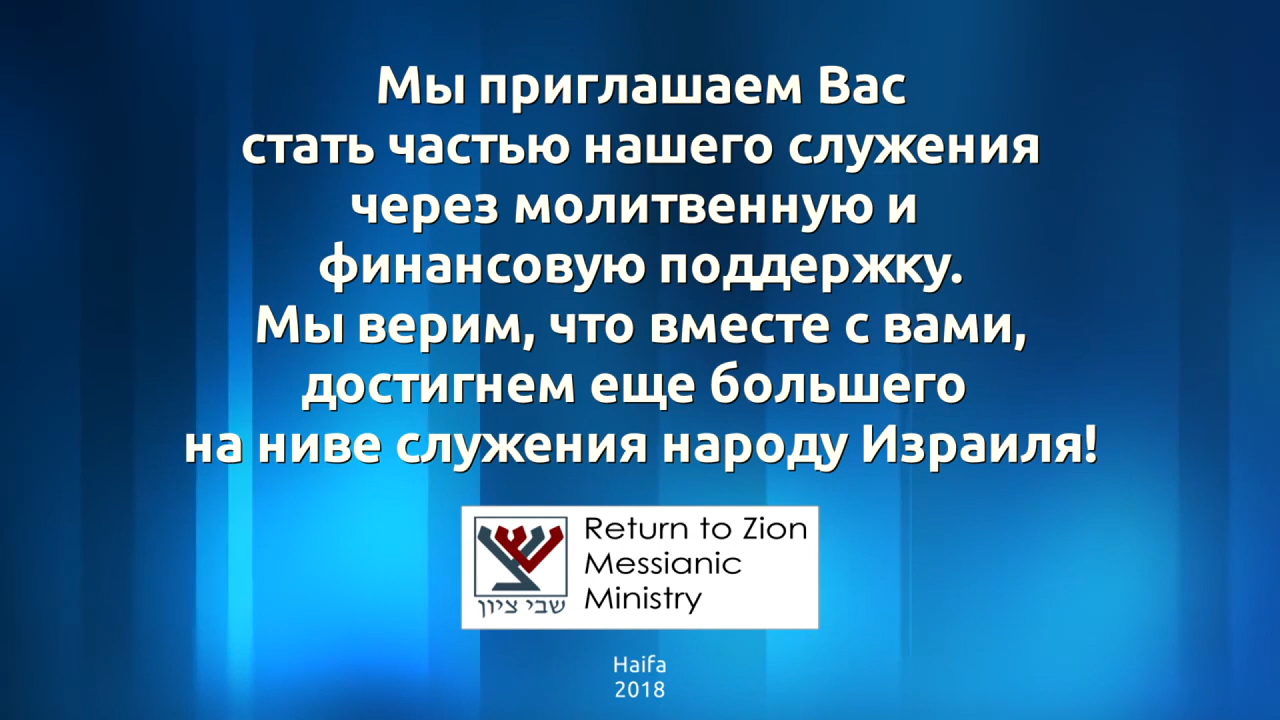 Мы приглашаем Вас
стать частью нашего служения
через молитвенную и
финансовую поддержку.
Мы верим, что вместе с вами,
достигнем еще большего
на ниве служения народу Израиля!
Return to Zion
Messianic
Ministry
שבי ציון
Haifa
2018